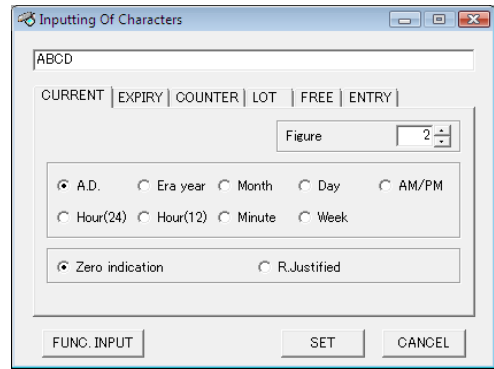 Inputting Of Characters
ABCD
CURRENT EXPIRY COUNTER LOT FREE ENTRY
Figure 2
A.D. Era year Month Day AM/PM
Hour(24) Hour(12) Minute Week
Zero indication R.Justified
FUNC. INPUT SET CANCEL